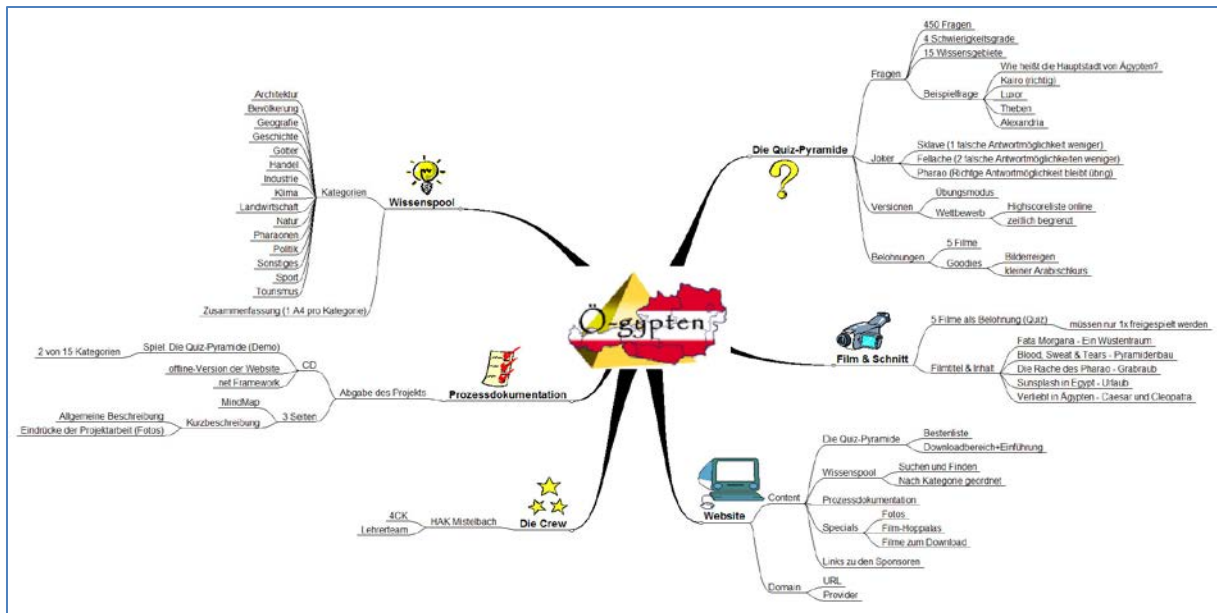 Ö-gypten
Die Quiz-Pyramide
Fragen
450 Fragen
4 Schwierigkeitsgrade
15 Wissensgebiete
Beispielfrage
Wie heißt die Hauptstadt von Ägypten?
Kairo (richtig)
Luxor
Theben
Alexandria
Joker
Sklave (1 falsche Antwortmöglichkeit weniger)
Fellache (2 falsche Antwortmöglichkeiten weniger)
Pharao (Richtge Antwortmöglichkeit bleibt übrig)
Versionen
Übungsmodus
Wettbewerb
Highscoreliste online
zeitlich begrenzt
Belohnungen
5 Filme
Goodies
Bilderreigen
kleiner Arabischkurs
Film & Schnitt
5 Filme als Belohnung (Quiz)
müssen nur 1x freigespielt werden
Filmtitel & Inhalt
Fata Morgana - Ein Wüstentraum
Blood, Sweat & Tears - Pyramidenbau
Die Rache des Pharao - Grabraub
Sunsplash in Egypt - Urlaub
Verliebt in Ägypten - Caesar und Cleopatra
Website
Content
Die Quiz-Pyramide
Bestenliste
Downloadbereich+Einführung
Wissenspool
Suchen und Finden
Nach Kategorie geordnet
Prozessdokumentation
Specials
Fotos
Film-Hoppalas
Filme zum Download
Links zu den Sponsoren
Domain
URL
Provider
Die Crew
HAK Mistelbach
4CK
Lehrerteam
Prozessdokumentation
Abgabe des Projekts
CD
Spiel: Die Quiz-Pyramide (Demo)
2 von 15 Kategorien
offline-Version der Website
.net Framework
3 Seiten
MindMap
Kurzbeschreibung
Allgemeine Beschreibung
Eindrücke der Projektarbeit (Fotos)
Wissenspool
Kategorien
Architektur
Bevölkerung
Geografie
Geschichte
Götter
Handel
Industrie
Klima
Landwirtschaft
Natur
Pharaonen
Politik
Sonstiges
Sport
Tourismus
Zusammenfassung (1 A4 pro Kategorie)